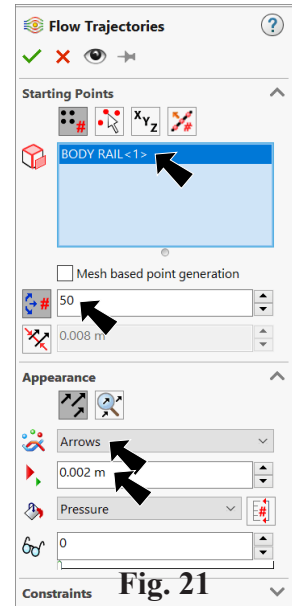 Flow Trajectories ?
Starting Points
# X Y Z #
BODY RAIL<1>
Mesh based point generation
# 50
0.008 m
Appearance
Arrows
0.002 m
Pressure #
0
Constraints Fig. 21